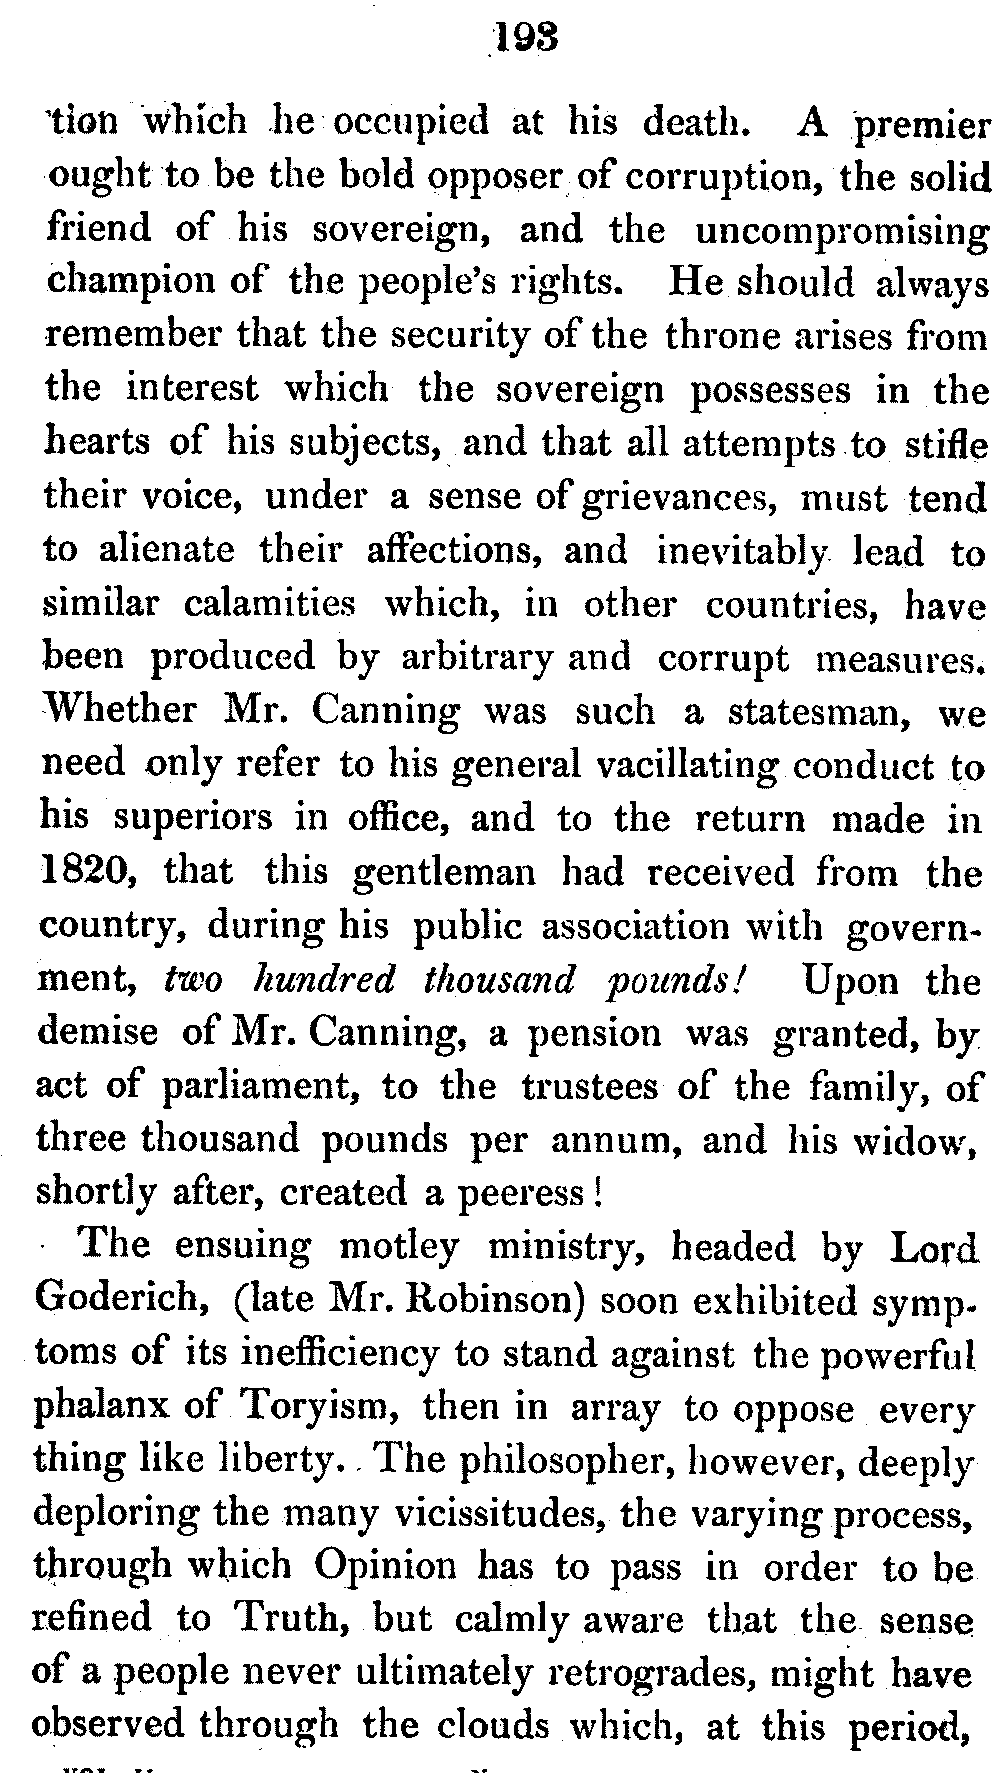 193
tion which he occupied at his death. A premier
ought to be the bold opposer of corruption, the solid
friend of his sovereign, and the uncompromising
champion of the people's rights. He should always
remember that the security of the throne arises from
the interest which the sovereign possesses in the
hearts of his subjects, and that all attempts to stifle
their voice, under a sense of grievances, must tend
to alienate their affections, and inevitably lead to
similar calamities which, in other countries, have
been produced by arbitrary and corrupt measures.
Whether Mr. Canning was such a statesman, we
need only refer to his general vacillating conduct to
his superiors in office, and to the return made in
1820, that this gentleman had received from the
country, during his public association with govern-
ment, two hundred thousand pounds! Upon the
demise of Mr. Canning, a pension was granted, by
act of parliament, to the trustees of the family, of
three thousand pounds per annum, and his widow,
shortly after, created a peeress!
The ensuing motley ministry, headed by Lord
Goderich, (late Mr. Robinson) soon exhibited symp-
toms of its inefficiency to stand against the powerful
phalanx of Toryism, then in array to oppose every
thing like liberty. The philosopher, however, deeply
deploring the many vicissitudes, the varying process,
through which Opinion has to pass in order to be
refined to Truth, but calmly aware that the sense
of a people never ultimately retrogrades, might have
observed through the clouds which, at this period,